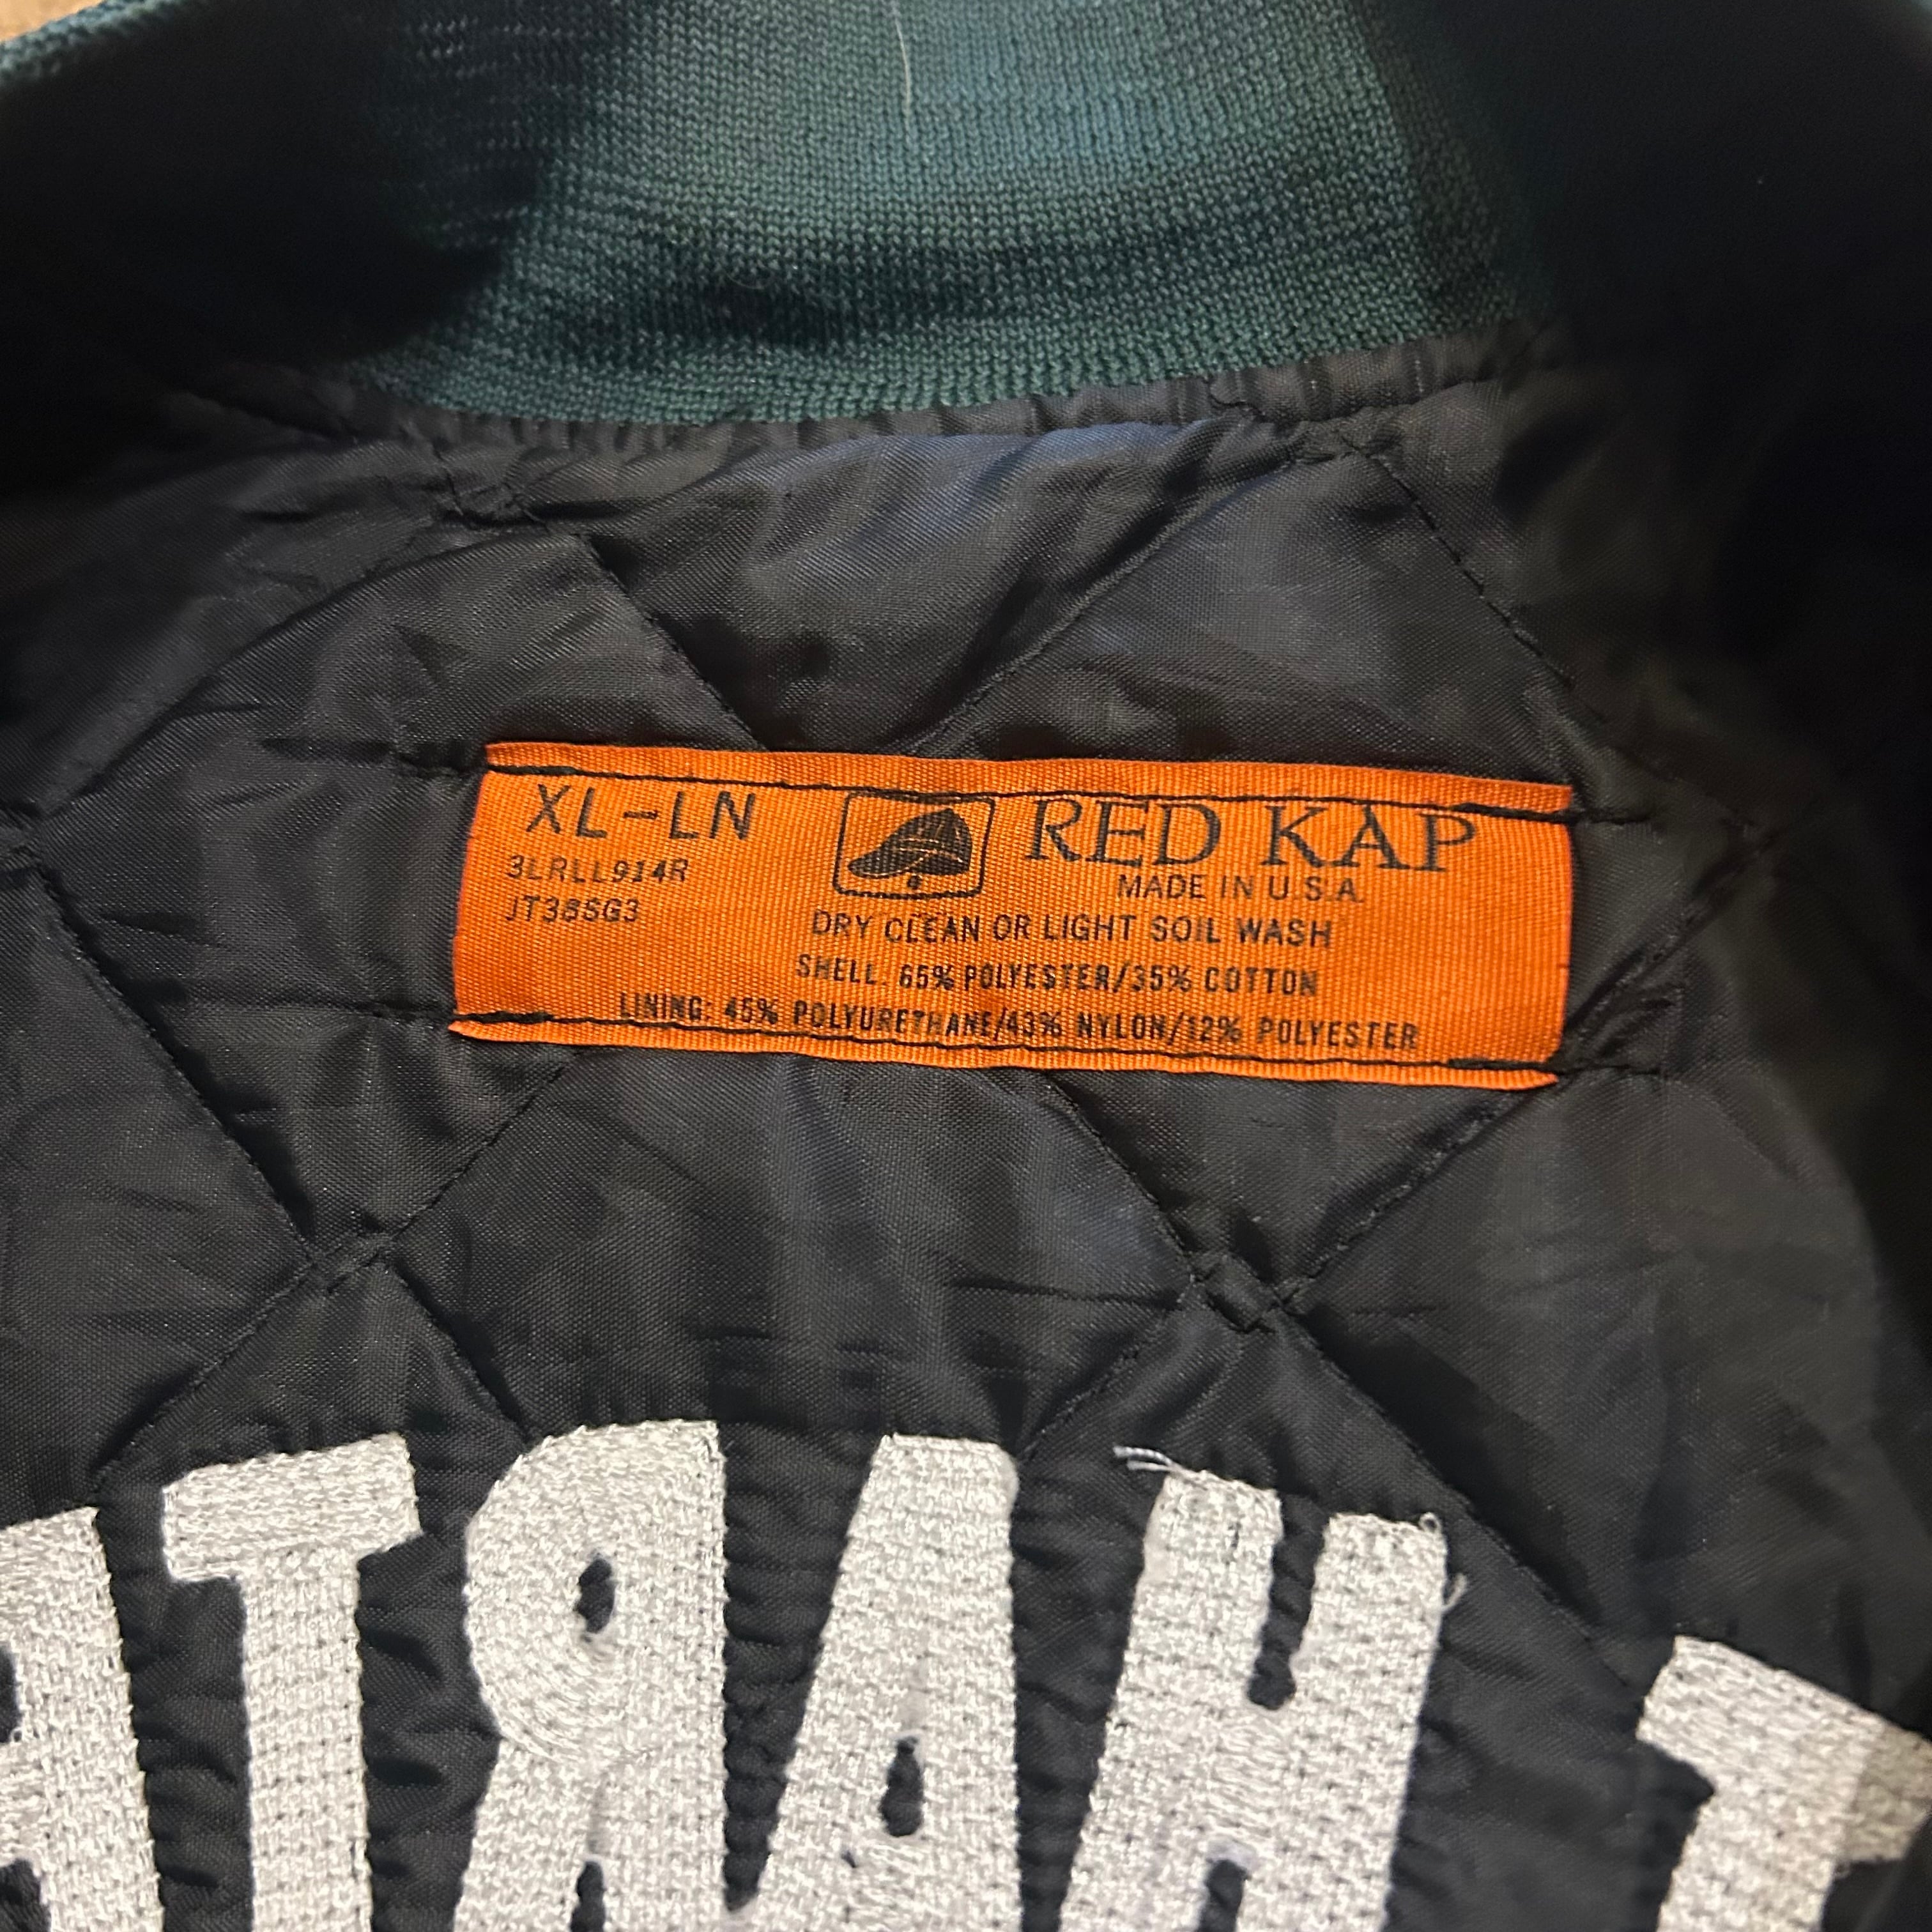 XL-LN RED KAP
3LRLL914R MADE IN U.S.A.
JT38SG3 DRY CLEAN OR LIGHT SOIL WASH
SHELL: 65% POLYESTER/35% COTTON
LINING: 45% POLYURETHANE/43% NYLON/12% POLYESTER